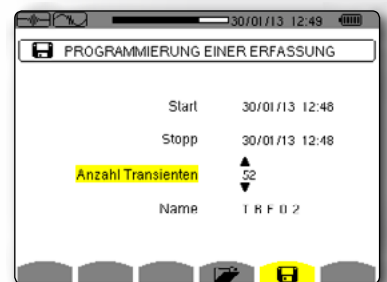 30/01/13 12:49
PROGRAMMIERUNG EINER ERFASSUNG
Start 30/01/13 12:48
Stopp 30/01/13 12:48
Anzahl Transienten 52
Name T R F 0 2